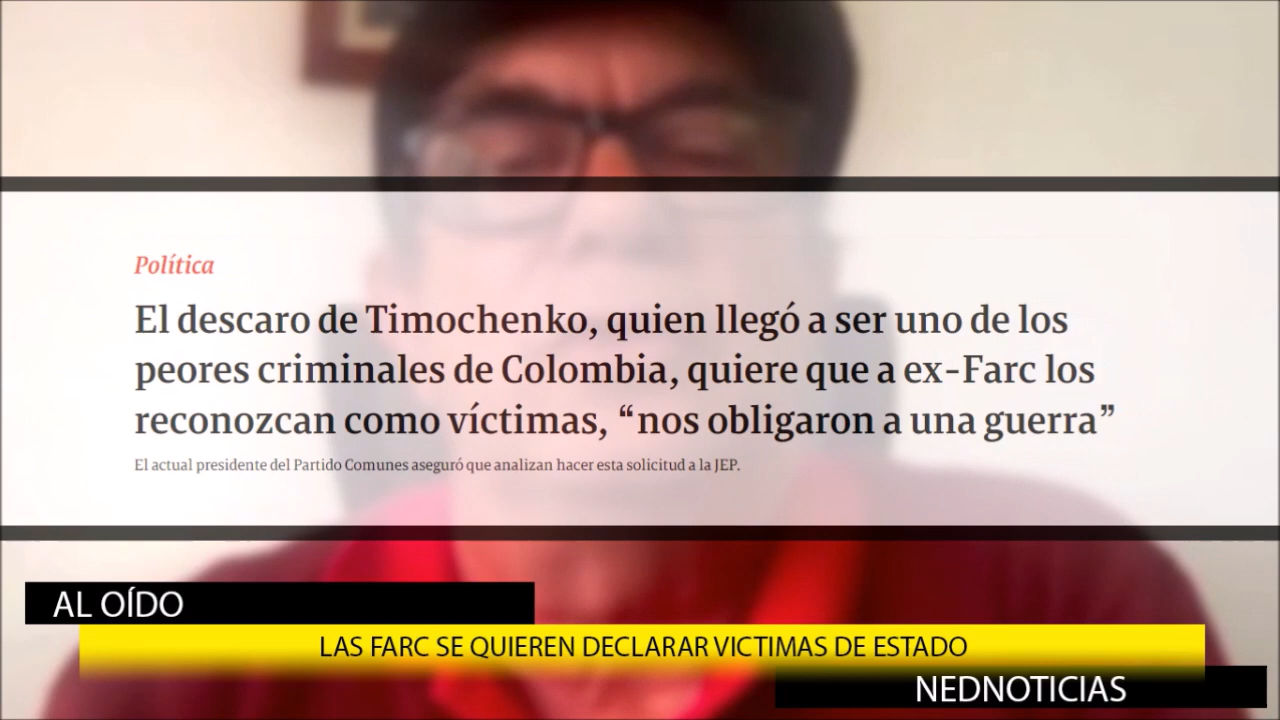 Política
El descaro de Timochenko, quien llegó a ser uno de los
peores criminales de Colombia, quiere que a ex-Farc los
reconozcan como víctimas, “nos obligaron a una guerra”
El actual presidente del Partido Comunes aseguró que analizan hacer esta solicitud a la JEP.
AL OÍDO
LAS FARC SE QUIEREN DECLARAR VICTIMAS DE ESTADO
NEDNOTICIAS